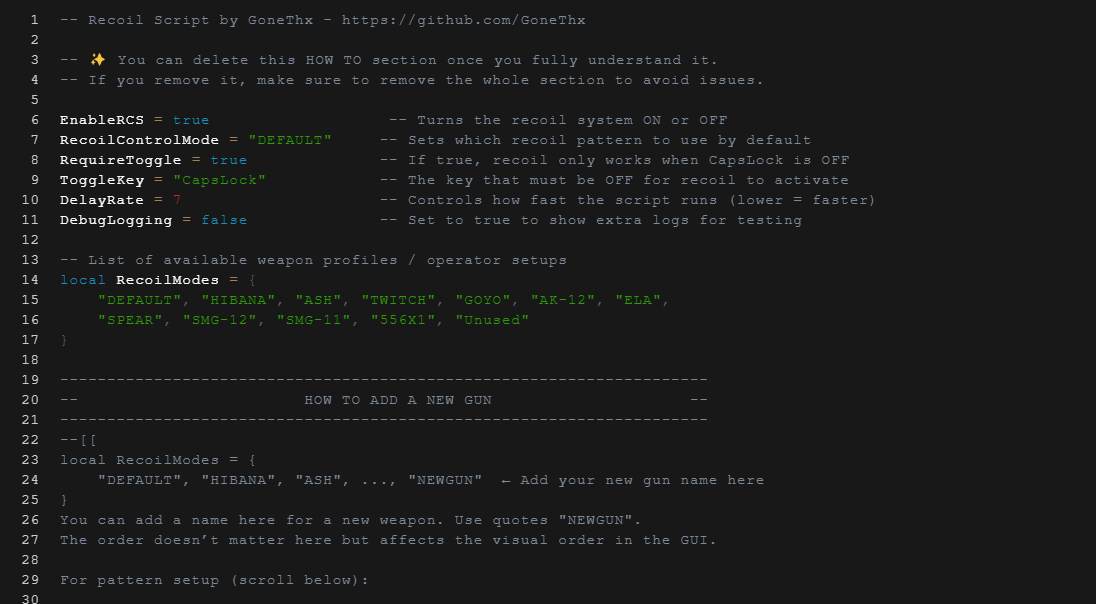 1 -- Recoil Script by GoneThx - https://github.com/GoneThx
2
3 -- ✨ You can delete this HOW TO section once you fully understand it.
4 -- If you remove it, make sure to remove the whole section to avoid issues.
5
6 EnableRCS = true -- Turns the recoil system ON or OFF
7 RecoilControlMode = "DEFAULT" -- Sets which recoil pattern to use by default
8 RequireToggle = true -- If true, recoil only works when CapsLock is OFF
9 ToggleKey = "CapsLock" -- The key that must be OFF for recoil to activate
10 DelayRate = 7 -- Controls how fast the script runs (lower = faster)
11 DebugLogging = false -- Set to true to show extra logs for testing
12
13 -- List of available weapon profiles / operator setups
14 local RecoilModes = {
15 "DEFAULT", "HIBANA", "ASH", "TWITCH", "GOYO", "AK-12", "ELA",
16 "SPEAR", "SMG-12", "SMG-11", "556X1", "Unused"
17 }
18
19 ---------------------------------------------------------------------
20 -- HOW TO ADD A NEW GUN --
21 ---------------------------------------------------------------------
22 --[[
23 local RecoilModes = {
24 "DEFAULT", "HIBANA", "ASH", ..., "NEWGUN" ← Add your new gun name here
25 }
26 You can add a name here for a new weapon. Use quotes "NEWGUN".
27 The order doesn’t matter here but affects the visual order in the GUI.
28
29 For pattern setup (scroll below):
30